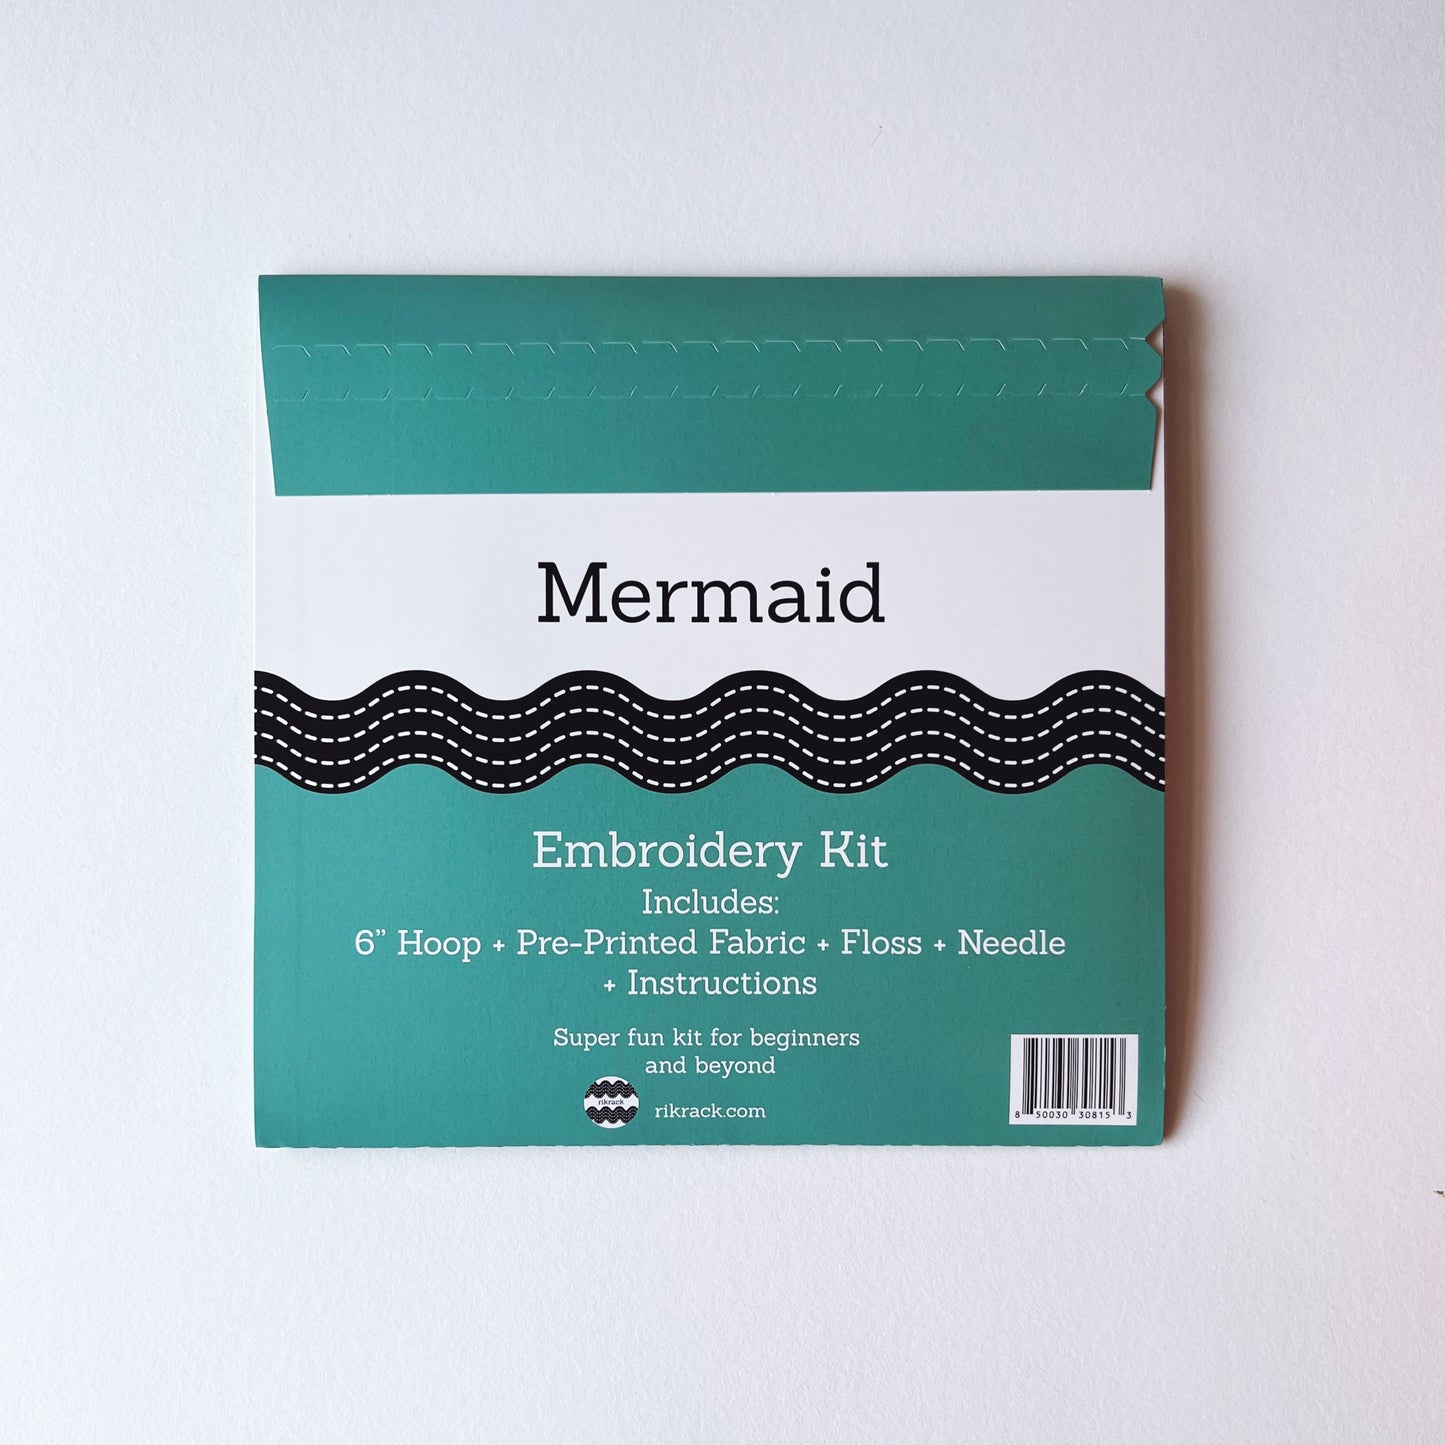 Mermaid
Embroidery Kit
Includes:
6” Hoop + Pre-Printed Fabric + Floss + Needle
+ Instructions
Super fun kit for beginners
and beyond
rikrack
rikrack.com
8 50030 30815 3